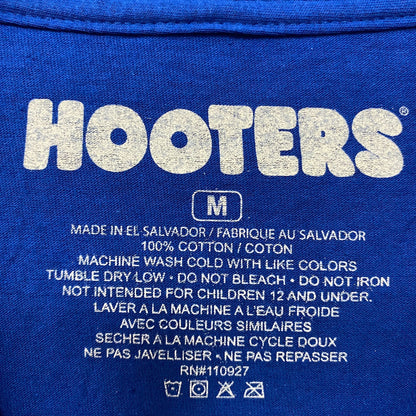 HOOTERS®
M
MADE IN EL SALVADOR / FABRIQUE AU SALVADOR
100% COTTON / COTON
MACHINE WASH COLD WITH LIKE COLORS
TUMBLE DRY LOW • DO NOT BLEACH • DO NOT IRON
NOT INTENDED FOR CHILDREN 12 AND UNDER.
LAVER A LA MACHINE A L'EAU FROIDE
AVEC COULEURS SIMILAIRES
SECHER A LA MACHINE CYCLE DOUX
NE PAS JAVELLISER • NE PAS REPASSER
RN#110927